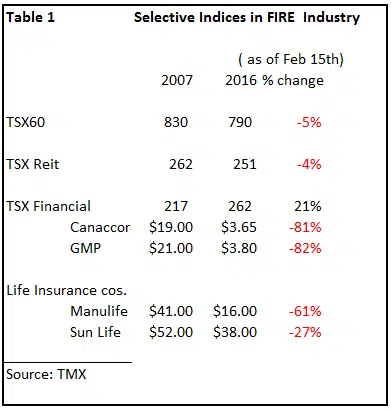 Table 1 Selective Indices in FIRE Industry
( as of Feb 15th)
2007 2016 % change
TSX60 830 790 -5%
TSX Reit 262 251 -4%
TSX Financial 217 262 21%
Canaccor $19.00 $3.65 -81%
GMP $21.00 $3.80 -82%
Life Insurance cos.
Manulife $41.00 $16.00 -61%
Sun Life $52.00 $38.00 -27%
Source: TMX